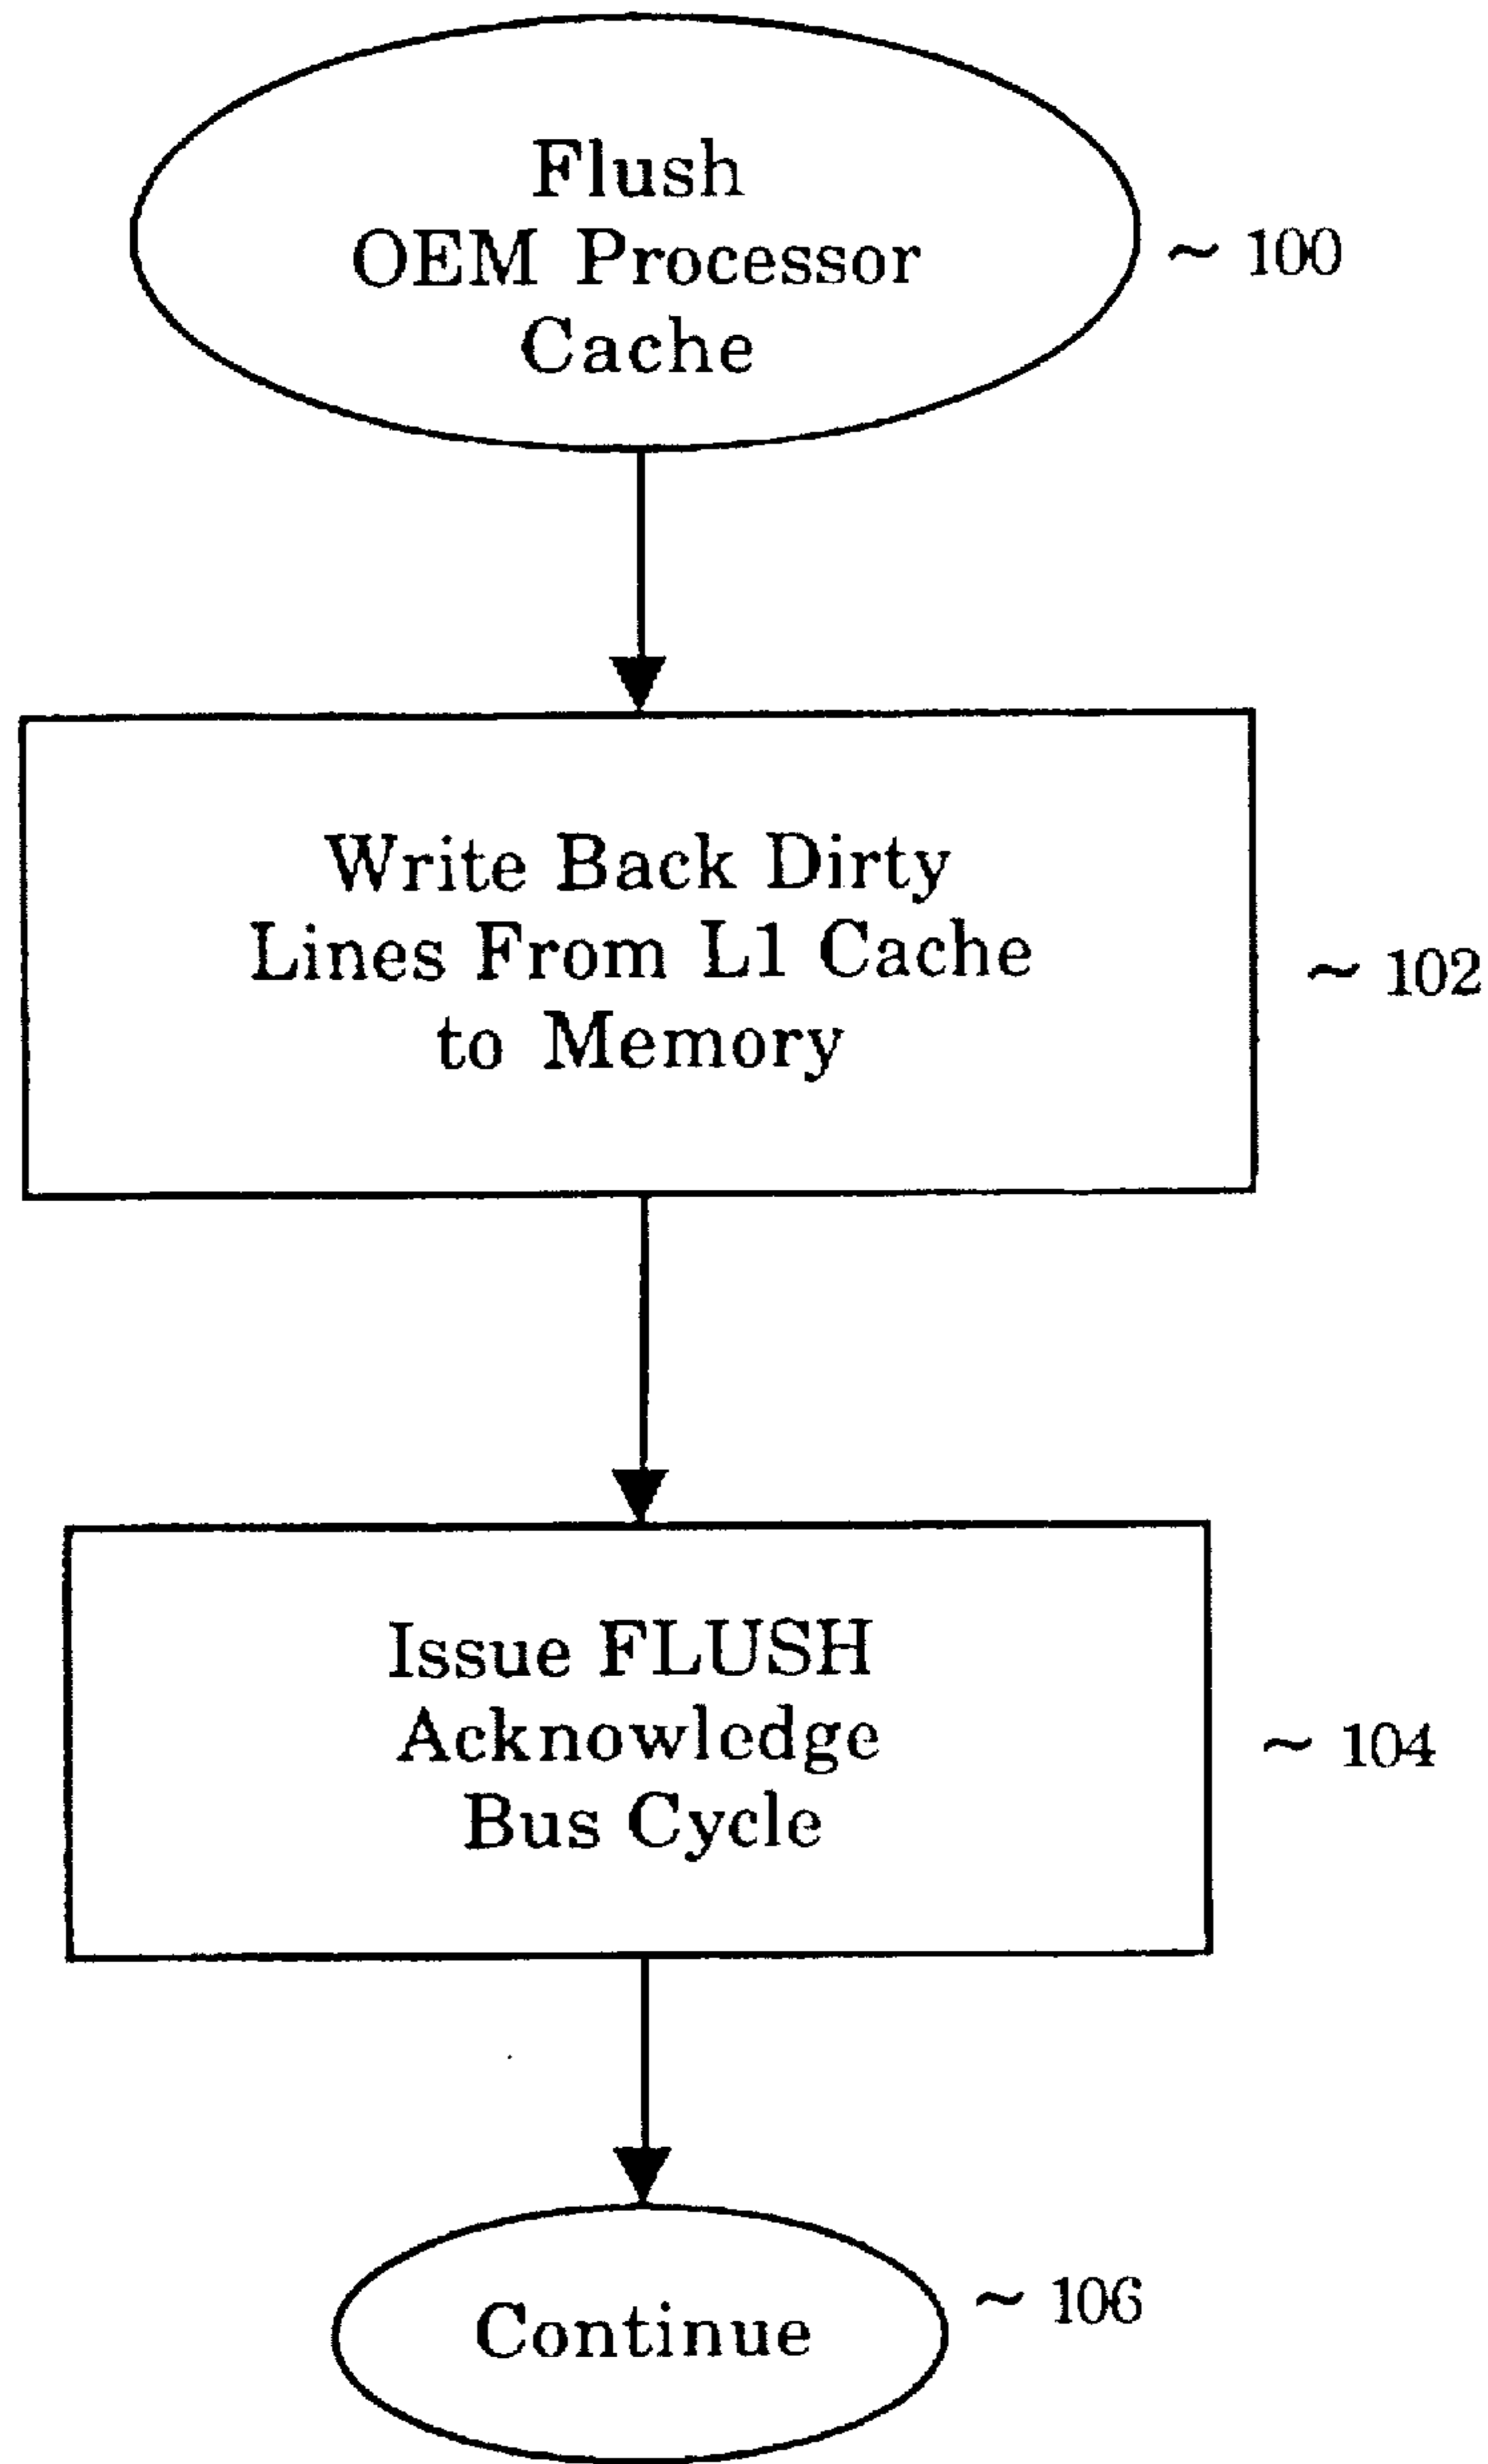 Flush
OEM Processor
Cache
~ 100
Write Back Dirty
Lines From L1 Cache
to Memory
~ 102
Issue FLUSH
Acknowledge
Bus Cycle
~ 104
Continue
~ 106